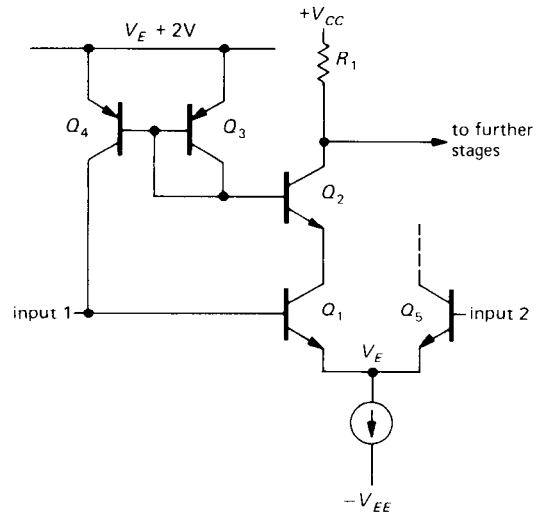 V_E + 2V
+V_CC
R_1
Q_4
Q_3
to further
stages
Q_2
input 1
Q_1
Q_5
input 2
V_E
−V_EE